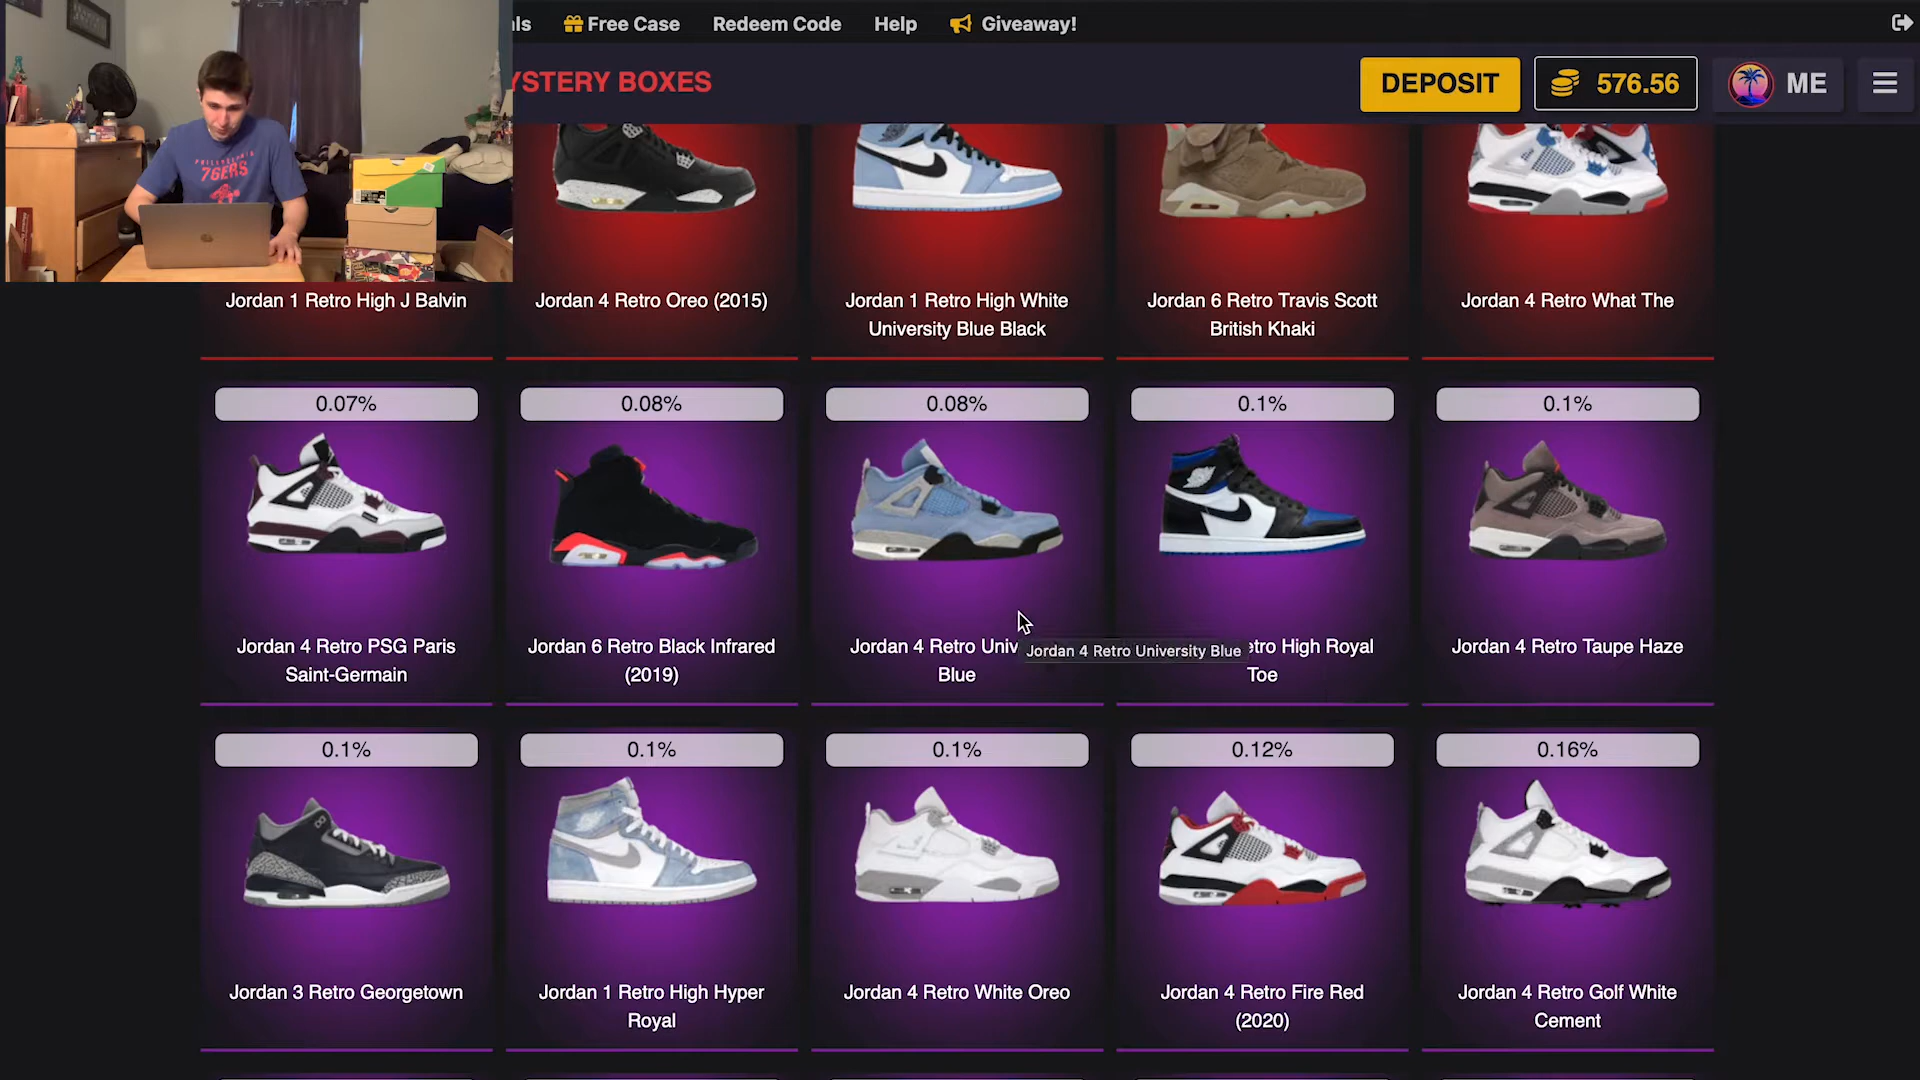 Free Case
Redeem Code
Help
Giveaway!
YSTERY BOXES
DEPOSIT
576.56
ME
PHILADELPHIA
76ERS
Jordan 1 Retro High J Balvin
Jordan 4 Retro Oreo (2015)
Jordan 1 Retro High White
University Blue Black
Jordan 6 Retro Travis Scott
British Khaki
Jordan 4 Retro What The
0.07%
0.08%
0.08%
0.1%
0.1%
Jordan 4 Retro PSG Paris
Saint-Germain
Jordan 6 Retro Black Infrared
(2019)
Jordan 4 Retro Univ
Blue
Jordan 4 Retro University Blue
etro High Royal
Toe
Jordan 4 Retro Taupe Haze
0.1%
0.1%
0.1%
0.12%
0.16%
Jordan 3 Retro Georgetown
Jordan 1 Retro High Hyper
Royal
Jordan 4 Retro White Oreo
Jordan 4 Retro Fire Red
(2020)
Jordan 4 Retro Golf White
Cement